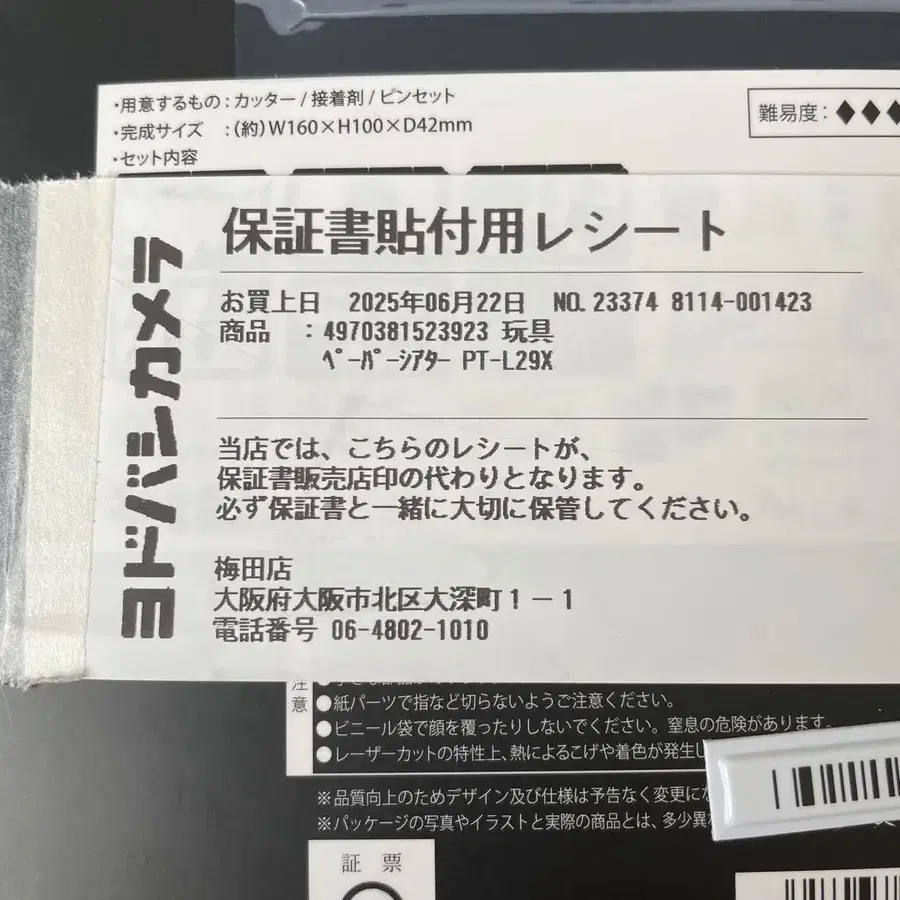 ・用意するもの：カッター / 接着剤 / ピンセット
・完成サイズ ：(約)W160×H100×D42mm
・セット内容
難易度：◆◆◆
ヨドバシカメラ
保証書貼付用レシート
お買上日 2025年06月22日 NO. 23374 8114-001423
商品 ：4970381523923 玩具
ﾍﾟｰﾊﾟｰｼｱﾀｰ PT-L29X
当店では、こちらのレシートが、
保証書販売店印の代わりとなります。
必ず保証書と一緒に大切に保管してください。
梅田店
大阪府大阪市北区大深町１－１
電話番号 06-4802-1010
注意
●紙パーツで指など切らないようご注意ください。
●ビニール袋で顔を覆ったりしないでください。窒息の危険があります。
●レーザーカットの特性上、熱によるこげや着色が発生し
※品質向上のためデザイン及び仕様は予告なく変更にな
※パッケージの写真やイラストと実際の商品とは、多少異
証 票